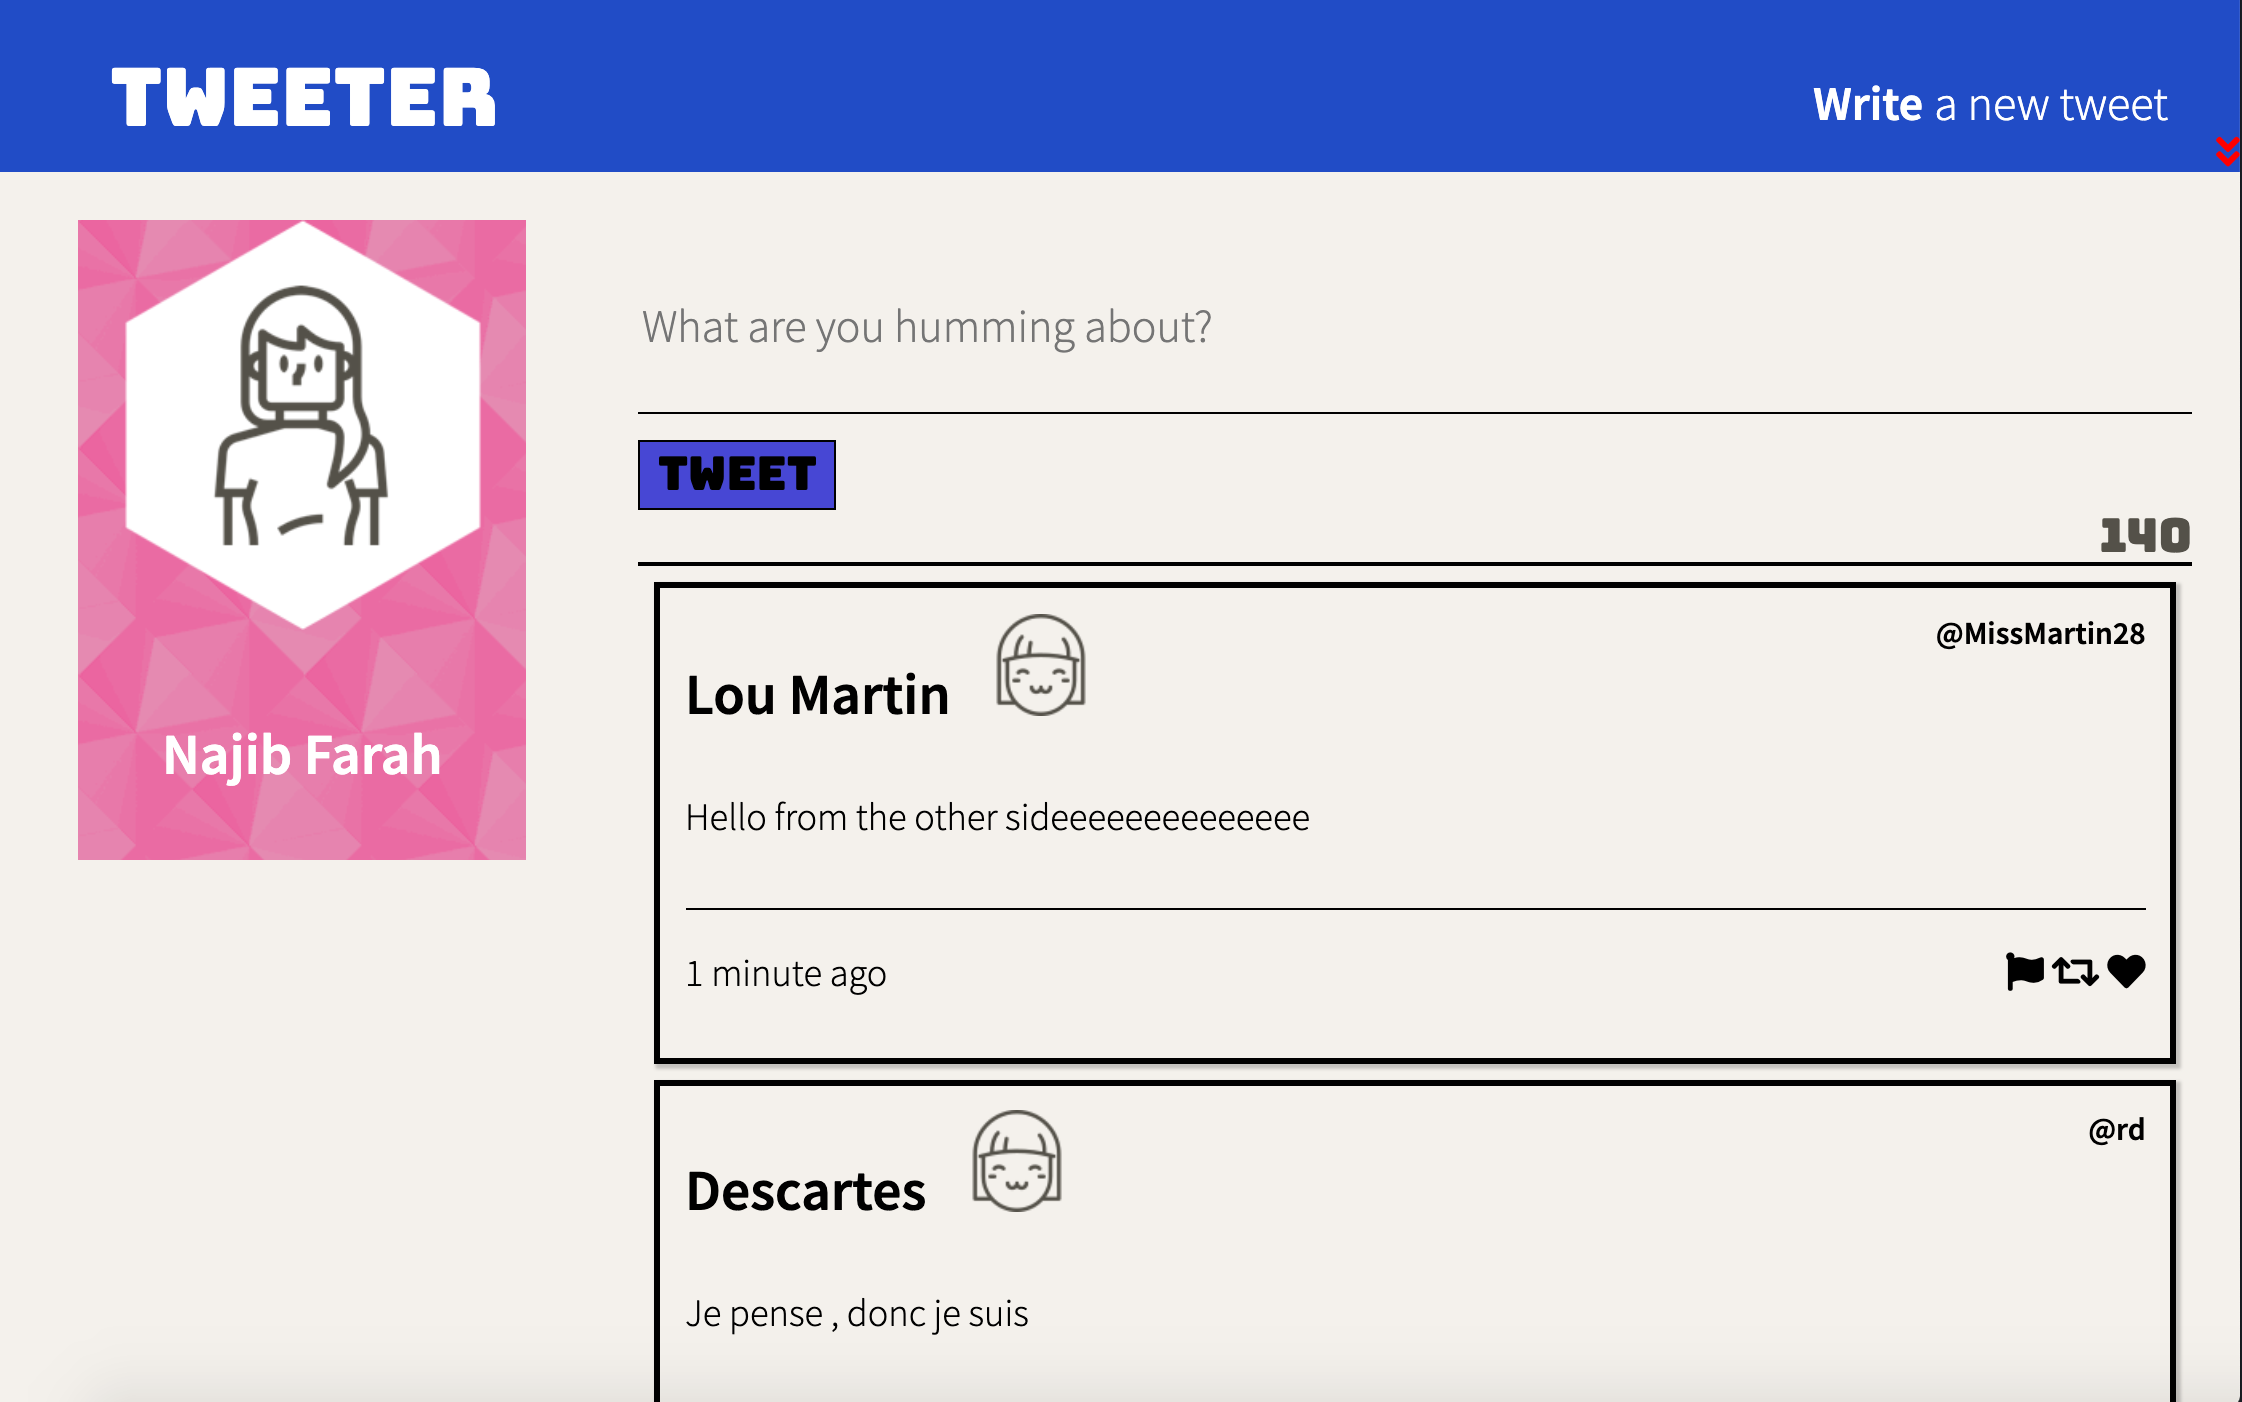 TWEETER
Write a new tweet
Najib Farah
What are you humming about?
TWEET
140
Lou Martin
@MissMartin28
Hello from the other sideeeeeeeeeeeeee
1 minute ago
Descartes
@rd
Je pense , donc je suis